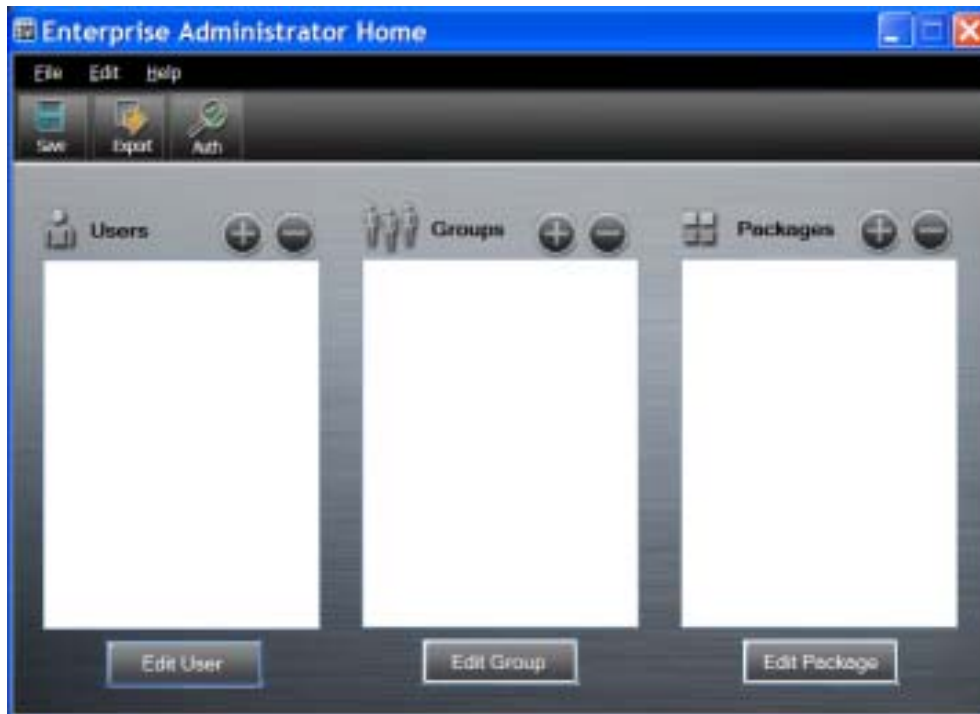 Enterprise Administrator Home
File Edit Help
Save Export Auth
Users Groups Packages
Edit User Edit Group Edit Package